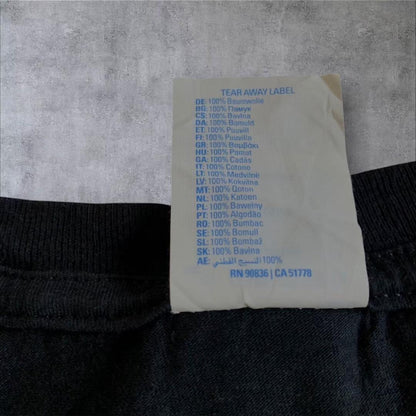 TEAR AWAY LABEL
DE: 100% Baumwolle
BG: 100% Памук
CS: 100% Bavlna
DA: 100% Bomuld
ET: 100% Puuvill
FI: 100% Puuvilla
GR: 100% Βαμβάκι
HU: 100% Pamut
GA: 100% Cadás
IT: 100% Cotone
LT: 100% Medvilnė
LV: 100% Kokvilna
MT: 100% Qoton
NL: 100% Katoen
PL: 100% Bawełny
PT: 100% Algodão
RO: 100% Bumbac
SE: 100% Bomull
SL: 100% Bombaž
SK: 100% Bavlna
AE: 100% النسيج القطني
RN 90836 | CA 51778